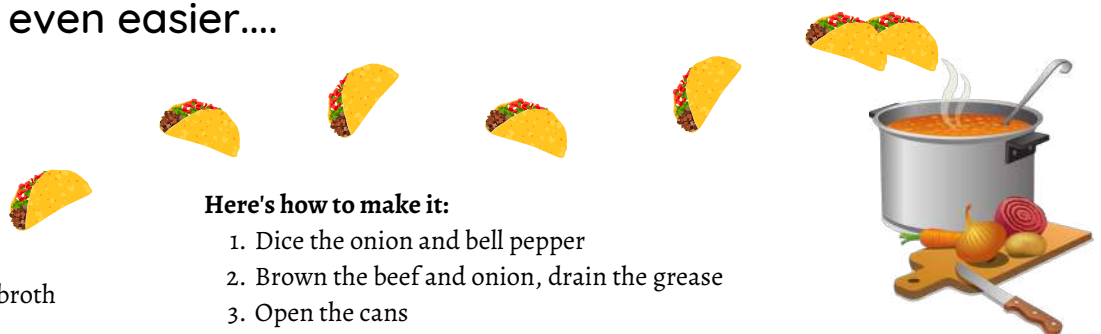 even easier....
Here's how to make it:
1. Dice the onion and bell pepper
2. Brown the beef and onion, drain the grease
broth
3. Open the cans